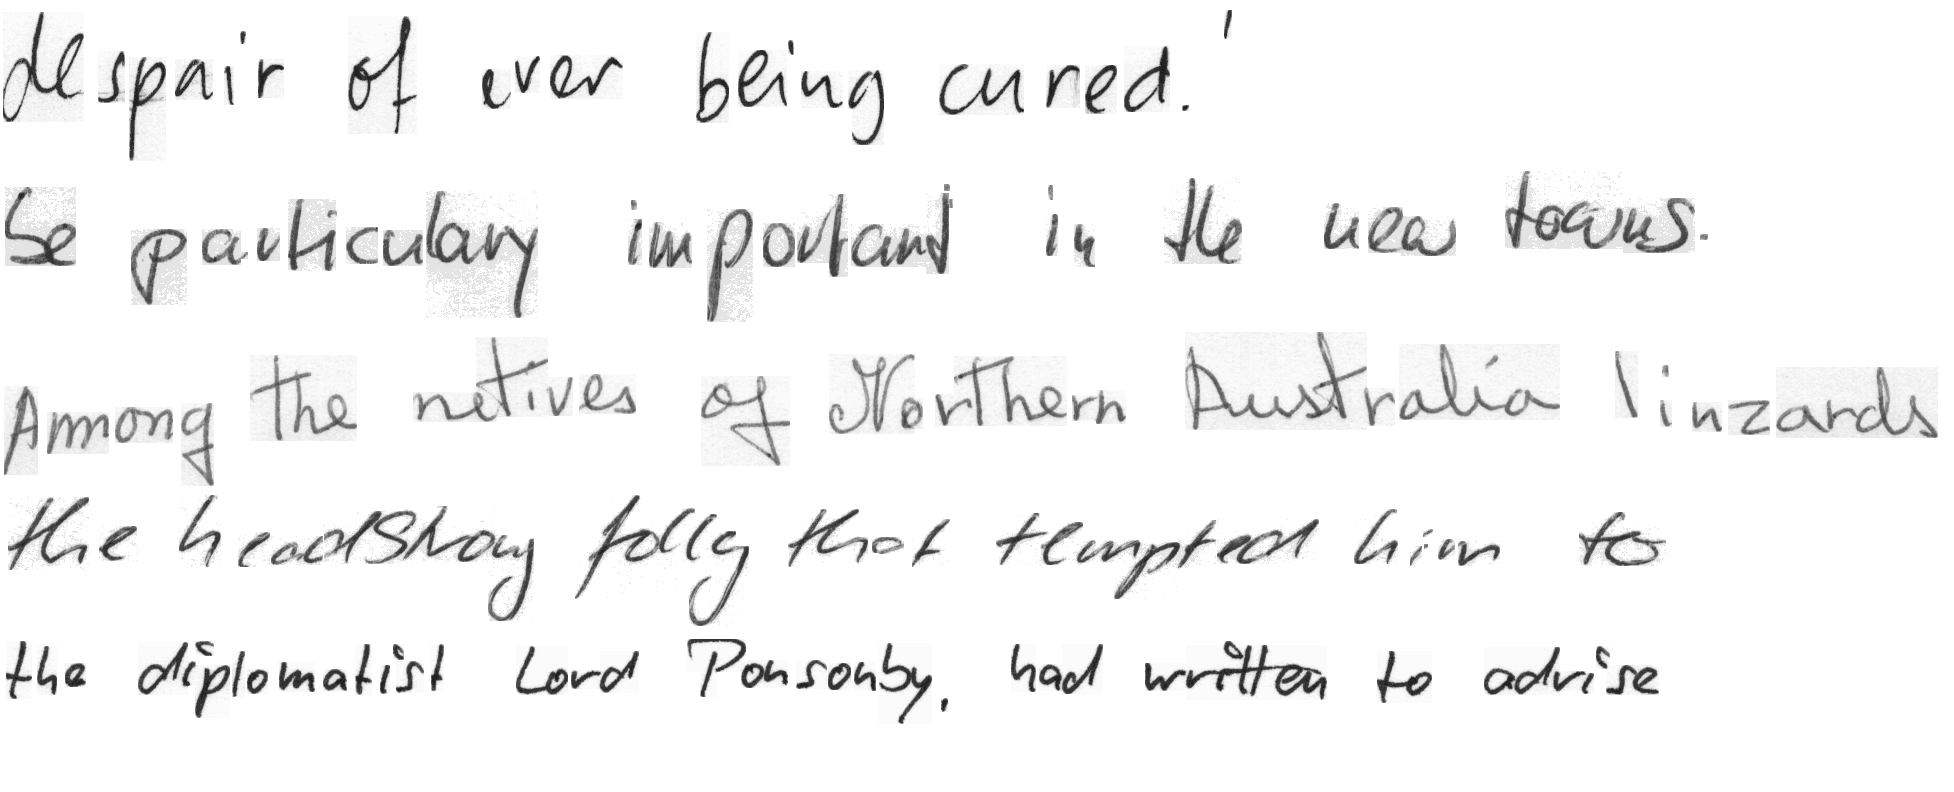 despair of ever being cured.'
be particulary important in the new towns.
Among the natives of Northern Australia linzards
the headstrong folly that tempted him to
the diplomatist Lord Ponsonby, had written to advise